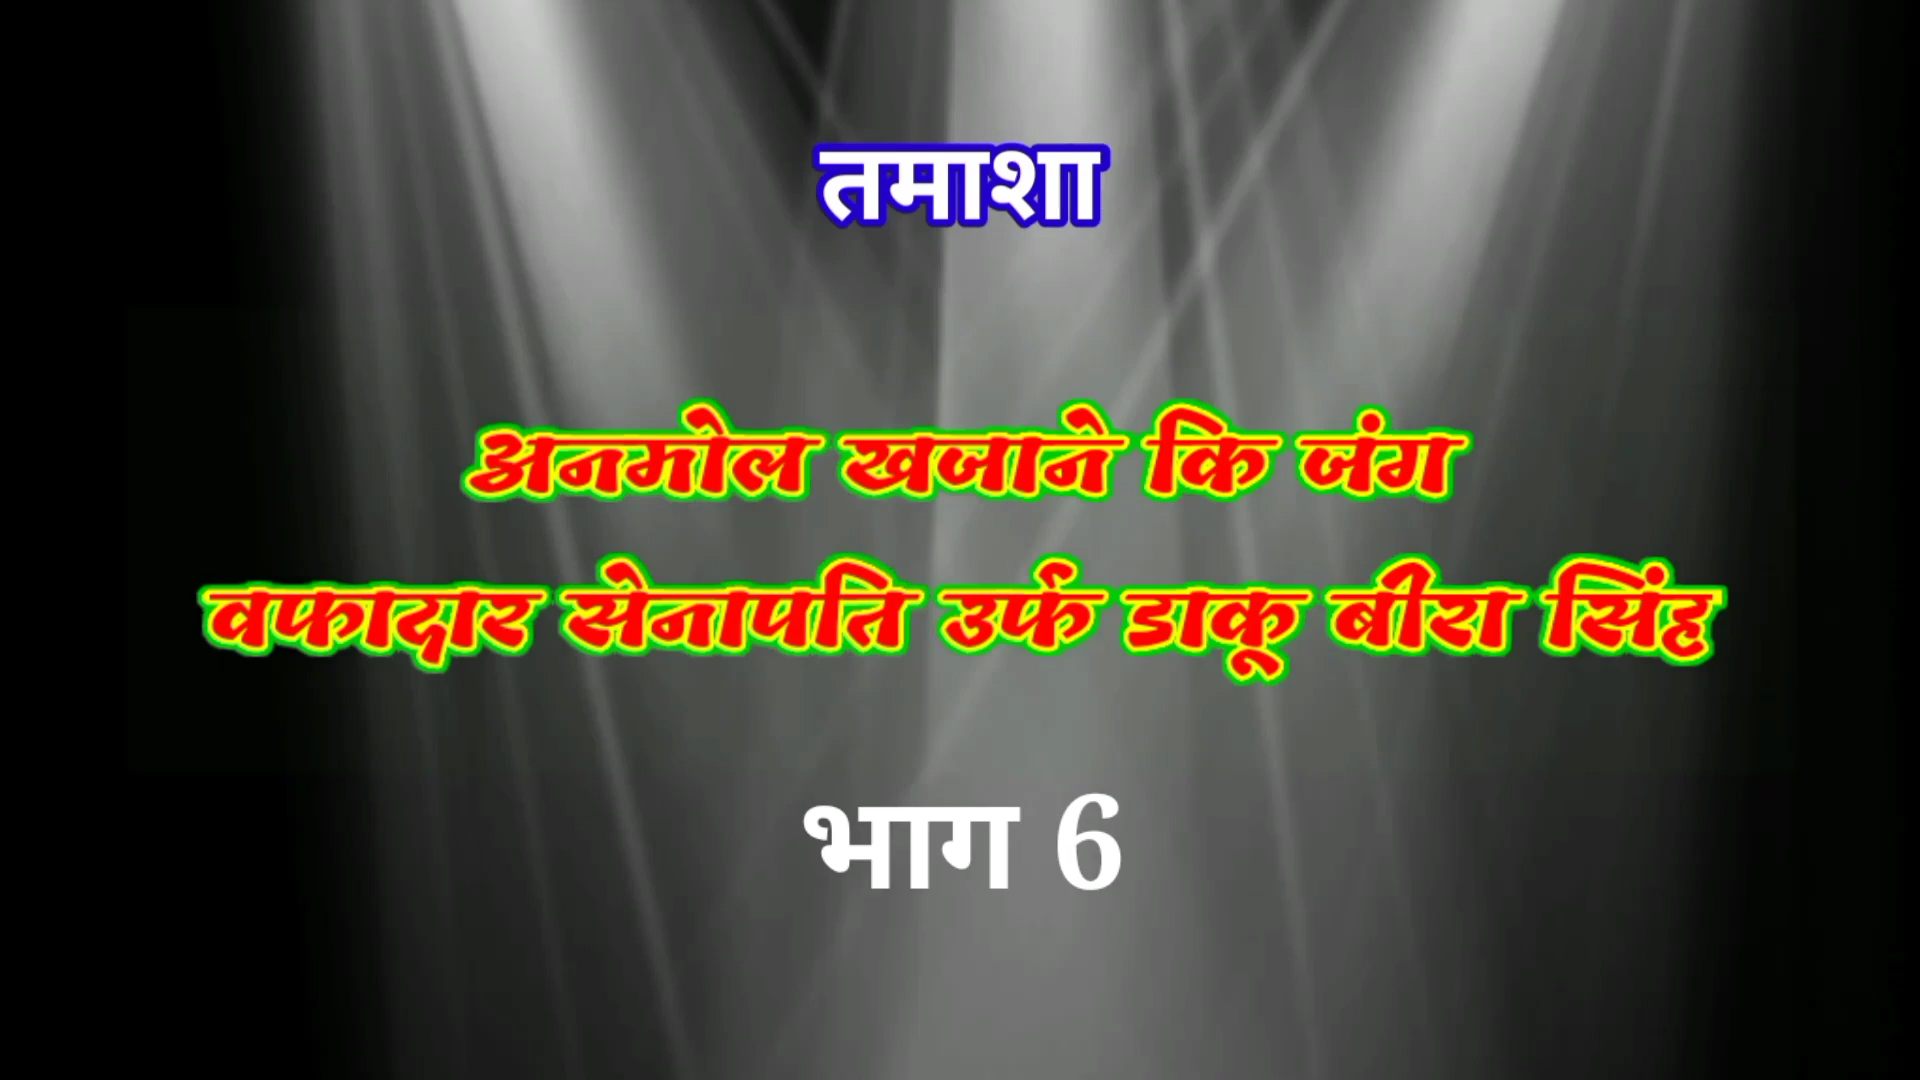 तमाशा
अनमोल खजाने कि जंग
वफादार सेनापति उर्फ डाकू बीरा सिंह
भाग 6